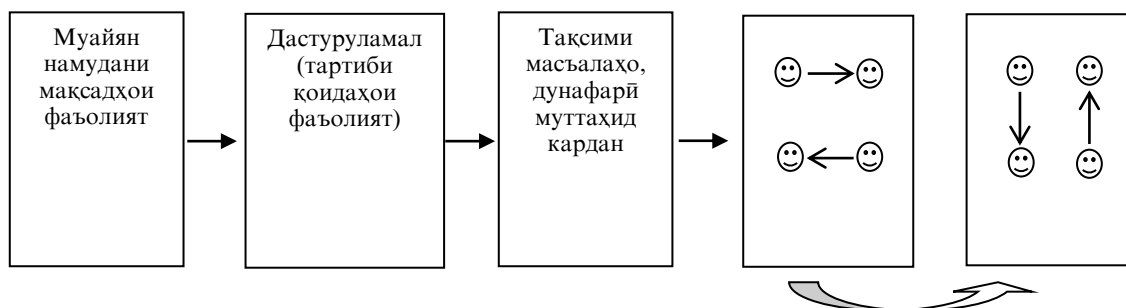 Муайян
намудани
мақсадҳои
фаъолият
Дастуруламал
(тартиби
қоидаҳои
фаъолият)
Тақсими
масъалаҳо,
дунафарӣ
муттаҳид
кардан